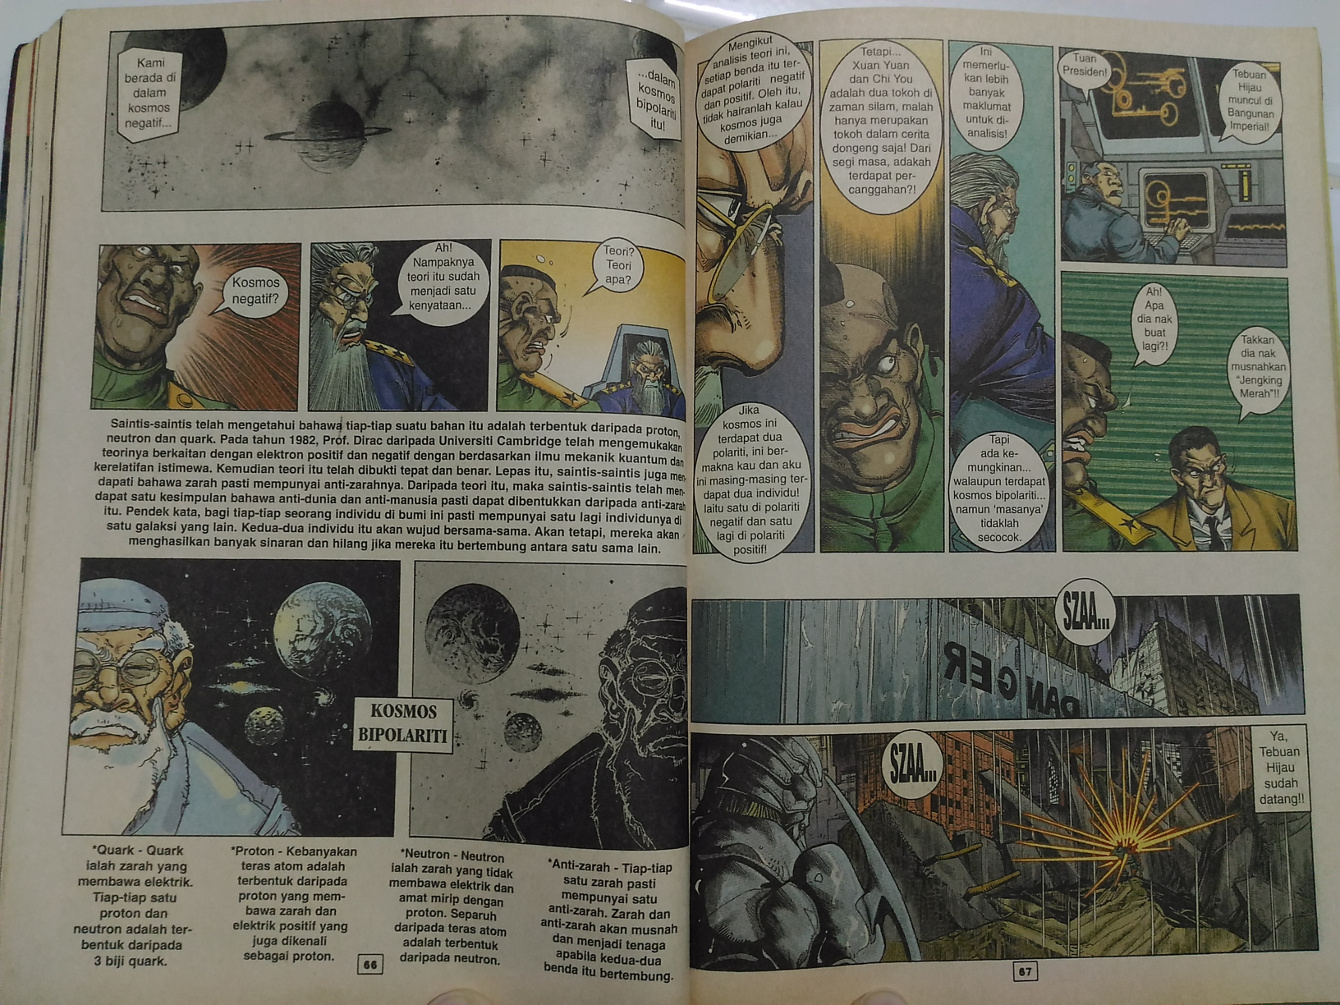 Kami
berada di
dalam
kosmos
negatif...
...dalam
kosmos
bipolariti
itu!
Kosmos
negatif?
Ah!
Nampaknya
teori itu sudah
menjadi satu
kenyataan...
Teori?
Teori
apa?
Saintis-saintis telah mengetahui bahawa tiap-tiap suatu bahan itu adalah terbentuk daripada proton,
neutron dan quark. Pada tahun 1982, Prof. Dirac daripada Universiti Cambridge telah mengemukakan
teorinya berkaitan dengan elektron positif dan negatif dengan berdasarkan ilmu mekanik kuantum dan
kerelatifan istimewa. Kemudian teori itu telah dibukti tepat dan benar. Lepas itu, saintis-saintis juga men-
dapati bahawa zarah pasti mempunyai anti-zarahnya. Daripada teori itu, maka saintis-saintis telah men-
dapat satu kesimpulan bahawa anti-dunia dan anti-manusia pasti dapat dibentukkan daripada anti-zarah
itu. Pendek kata, bagi tiap-tiap seorang individu di bumi ini pasti mempunyai satu lagi individunya di
satu galaksi yang lain. Kedua-dua individu itu akan wujud bersama-sama. Akan tetapi, mereka akan
menghasilkan banyak sinaran dan hilang jika mereka itu bertembung antara satu sama lain.
KOSMOS
BIPOLARITI
*Quark - Quark
ialah zarah yang
membawa elektrik.
Tiap-tiap satu
proton dan
neutron adalah ter-
bentuk daripada
3 biji quark.
*Proton - Kebanyakan
teras atom adalah
terbentuk daripada
proton yang mem-
bawa zarah dan
elektrik positif yang
juga dikenali
sebagai proton.
*Neutron - Neutron
ialah zarah yang tidak
membawa elektrik dan
amat mirip dengan
proton. Separuh
daripada teras atom
adalah terbentuk
daripada neutron.
*Anti-zarah - Tiap-tiap
satu zarah pasti
mempunyai satu
anti-zarah. Zarah dan
anti-zarah akan musnah
dan menjadi tenaga
apabila kedua-dua
benda itu bertembung.
66
Mengikut
analisis teori ini,
setiap benda itu ter-
dapat polariti negatif
dan positif. Oleh itu,
tidak hairanlah kalau
kosmos juga
demikian...
Jika
kosmos ini
terdapat dua
polariti, ini ber-
makna kau dan aku
ini masing-masing ter-
dapat dua individu!
Iaitu satu di polariti
negatif dan satu
lagi di polariti
positif!
Tetapi...
Xuan Yuan
dan Chi You
adalah dua tokoh di
zaman silam, malah
hanya merupakan
tokoh dalam cerita
dongeng saja! Dari
segi masa, adakah
terdapat per-
canggahan?!
Ini
memerlu-
kan lebih
banyak
maklumat
untuk di-
analisis!
Tapi
ada ke-
mungkinan...
walaupun terdapat
kosmos bipolariti...
namun 'masanya'
tidaklah
secocok.
Tuan
Presiden!
Tebuan
Hijau
muncul di
Bangunan
Imperial!
Ah!
Apa
dia nak
buat
lagi?!
Takkan
dia nak
musnahkan
"Jengking
Merah"!!
SZAA...
DANGER
SZAA...
Ya,
Tebuan
Hijau
sudah
datang!!
67